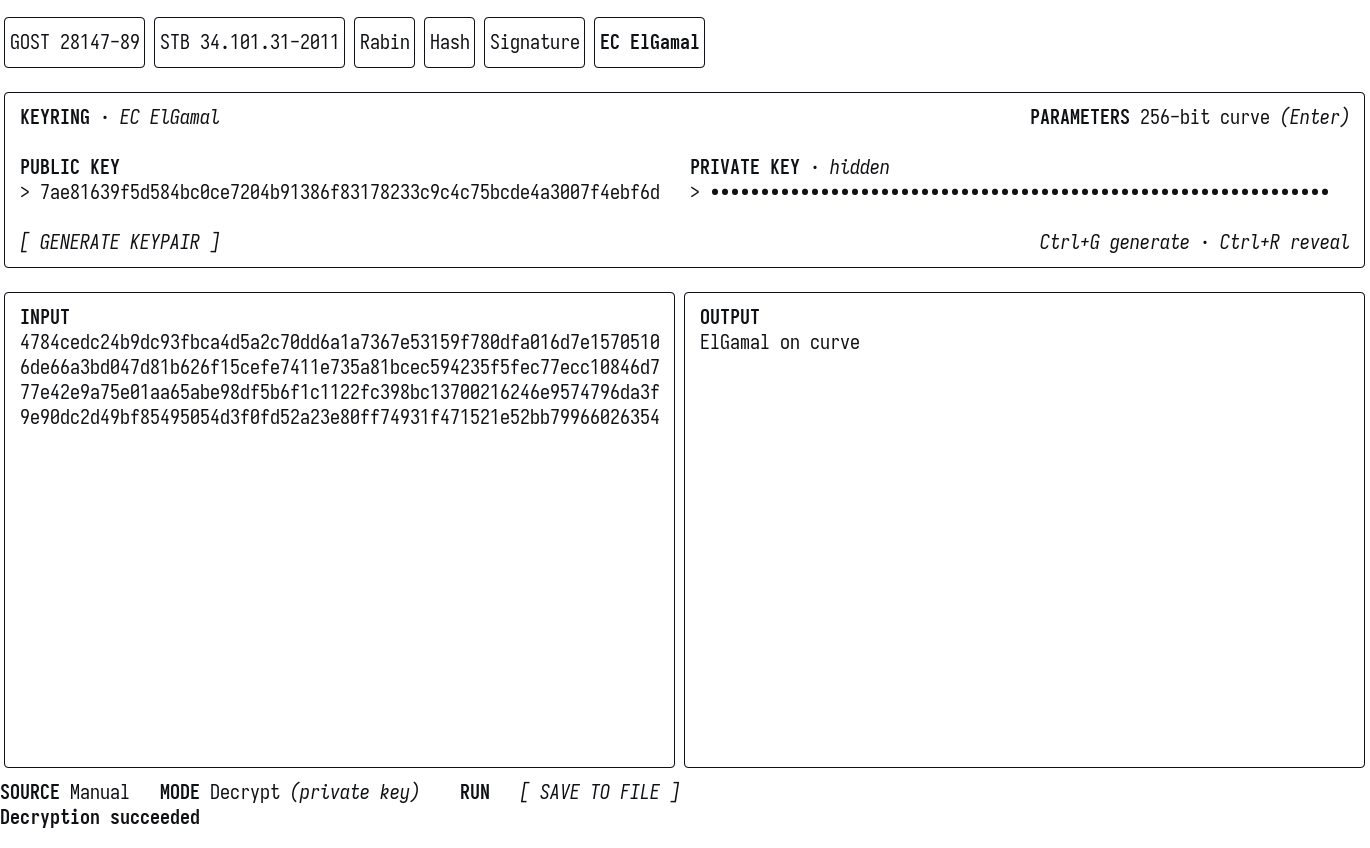 GOST 28147-89 STB 34.101.31-2011 Rabin Hash Signature EC ElGamal
KEYRING · EC ElGamal PARAMETERS 256-bit curve (Enter)
PUBLIC KEY PRIVATE KEY · hidden
> 7ae81639f5d584bc0ce7204b91386f83178233c9c4c75bcde4a3007f4ebf6d > ••••••••••••••••••••••••••••••••••••••••••••••••••••••••••••••
[ GENERATE KEYPAIR ] Ctrl+G generate · Ctrl+R reveal
INPUT
4784cedc24b9dc93fbca4d5a2c70dd6a1a7367e53159f780dfa016d7e1570510
6de66a3bd047d81b626f15cefe7411e735a81bcec594235f5fec77ecc10846d7
77e42e9a75e01aa65abe98df5b6f1c1122fc398bc13700216246e9574796da3f
9e90dc2d49bf85495054d3f0fd52a23e80ff74931f471521e52bb79966026354
OUTPUT
ElGamal on curve
SOURCE Manual MODE Decrypt (private key) RUN [ SAVE TO FILE ]
Decryption succeeded